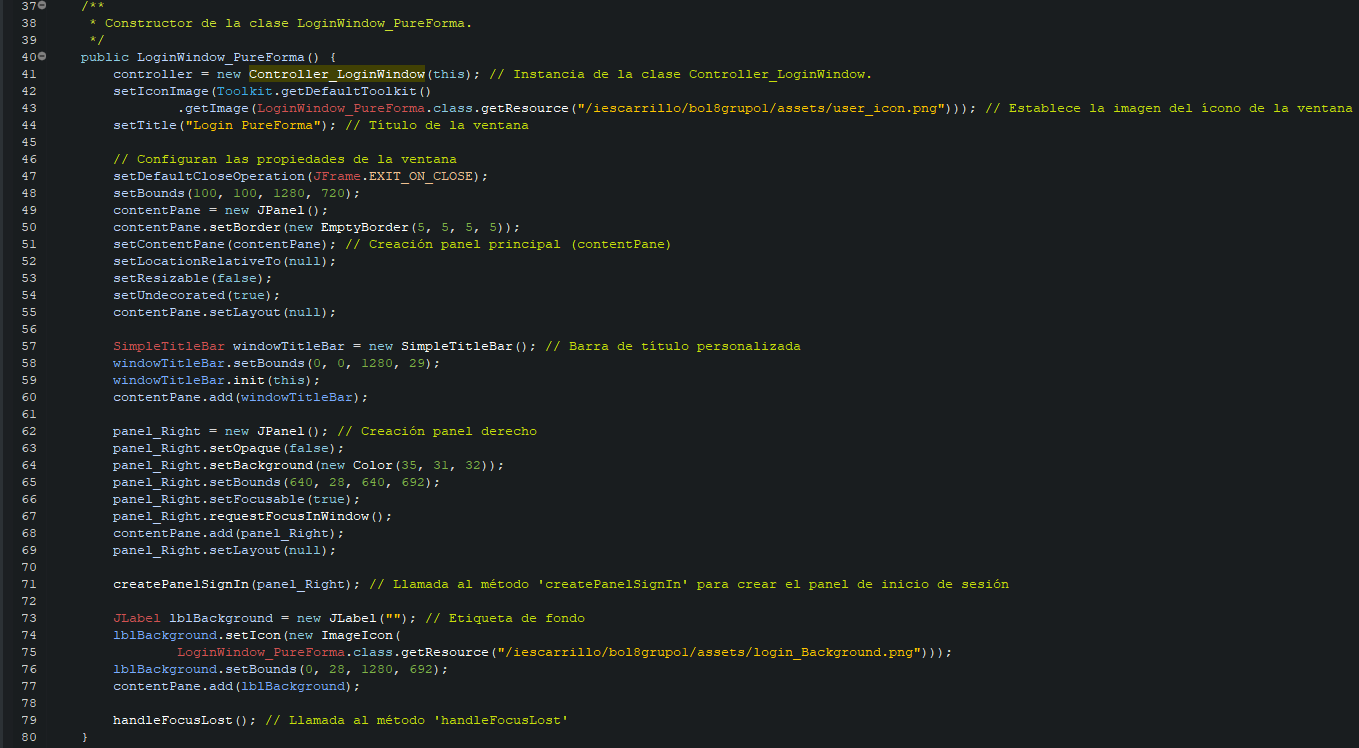 37 /**
38  * Constructor de la clase LoginWindow_PureForma.
39  */
40 public LoginWindow_PureForma() {
41     controller = new Controller_LoginWindow(this); // Instancia de la clase Controller_LoginWindow.
42     setIconImage(Toolkit.getDefaultToolkit()
43             .getImage(LoginWindow_PureForma.class.getResource("/iescarrillo/bol8grupo1/assets/user_icon.png"))); // Establece la imagen del ícono de la ventana
44     setTitle("Login PureForma"); // Título de la ventana
45
46     // Configuran las propiedades de la ventana
47     setDefaultCloseOperation(JFrame.EXIT_ON_CLOSE);
48     setBounds(100, 100, 1280, 720);
49     contentPane = new JPanel();
50     contentPane.setBorder(new EmptyBorder(5, 5, 5, 5));
51     setContentPane(contentPane); // Creación panel principal (contentPane)
52     setLocationRelativeTo(null);
53     setResizable(false);
54     setUndecorated(true);
55     contentPane.setLayout(null);
56
57     SimpleTitleBar windowTitleBar = new SimpleTitleBar(); // Barra de título personalizada
58     windowTitleBar.setBounds(0, 0, 1280, 29);
59     windowTitleBar.init(this);
60     contentPane.add(windowTitleBar);
61
62     panel_Right = new JPanel(); // Creación panel derecho
63     panel_Right.setOpaque(false);
64     panel_Right.setBackground(new Color(35, 31, 32));
65     panel_Right.setBounds(640, 28, 640, 692);
66     panel_Right.setFocusable(true);
67     panel_Right.requestFocusInWindow();
68     contentPane.add(panel_Right);
69     panel_Right.setLayout(null);
70
71     createPanelSignIn(panel_Right); // Llamada al método 'createPanelSignIn' para crear el panel de inicio de sesión
72
73     JLabel lblBackground = new JLabel(""); // Etiqueta de fondo
74     lblBackground.setIcon(new ImageIcon(
75             LoginWindow_PureForma.class.getResource("/iescarrillo/bol8grupo1/assets/login_Background.png")));
76     lblBackground.setBounds(0, 28, 1280, 692);
77     contentPane.add(lblBackground);
78
79     handleFocusLost(); // Llamada al método 'handleFocusLost'
80 }